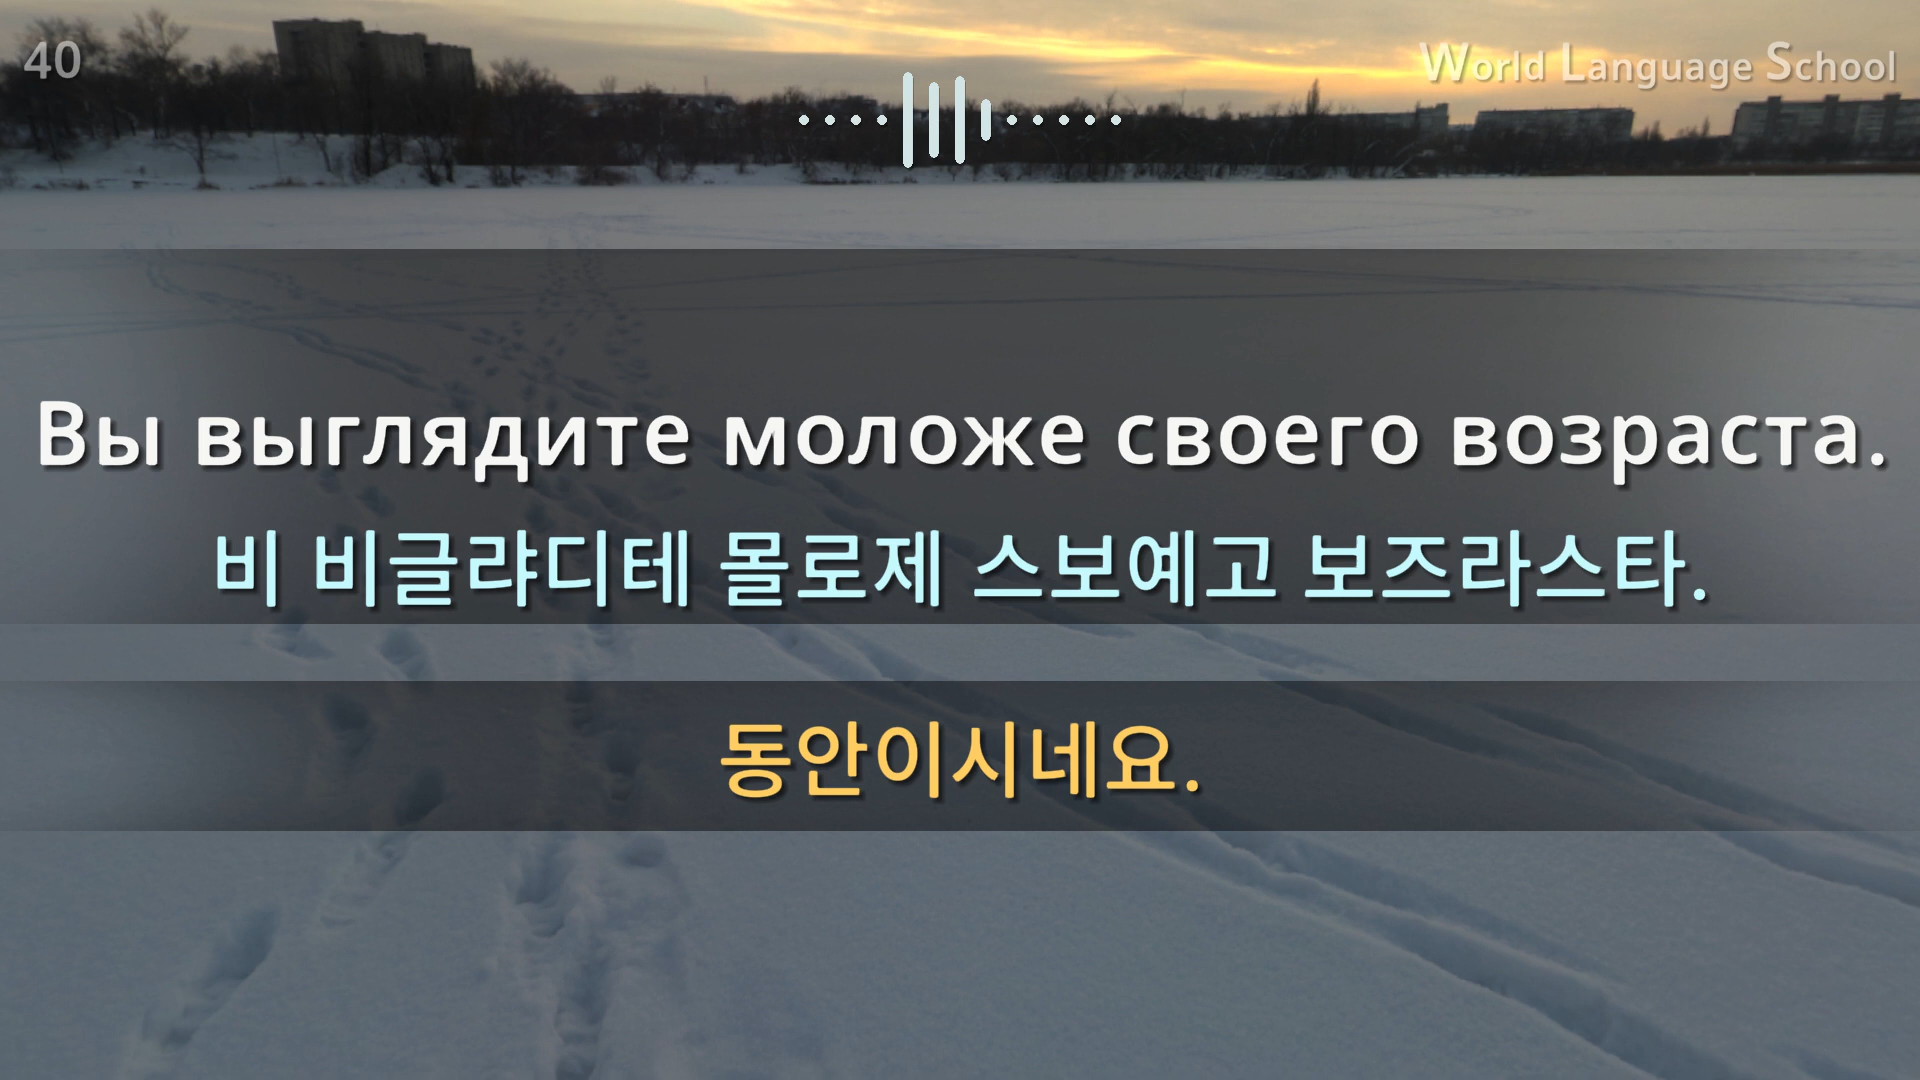 40
World Language School
Вы выглядите моложе своего возраста.
비 비글랴디테 몰로제 스보예고 보즈라스타.
동안이시네요.